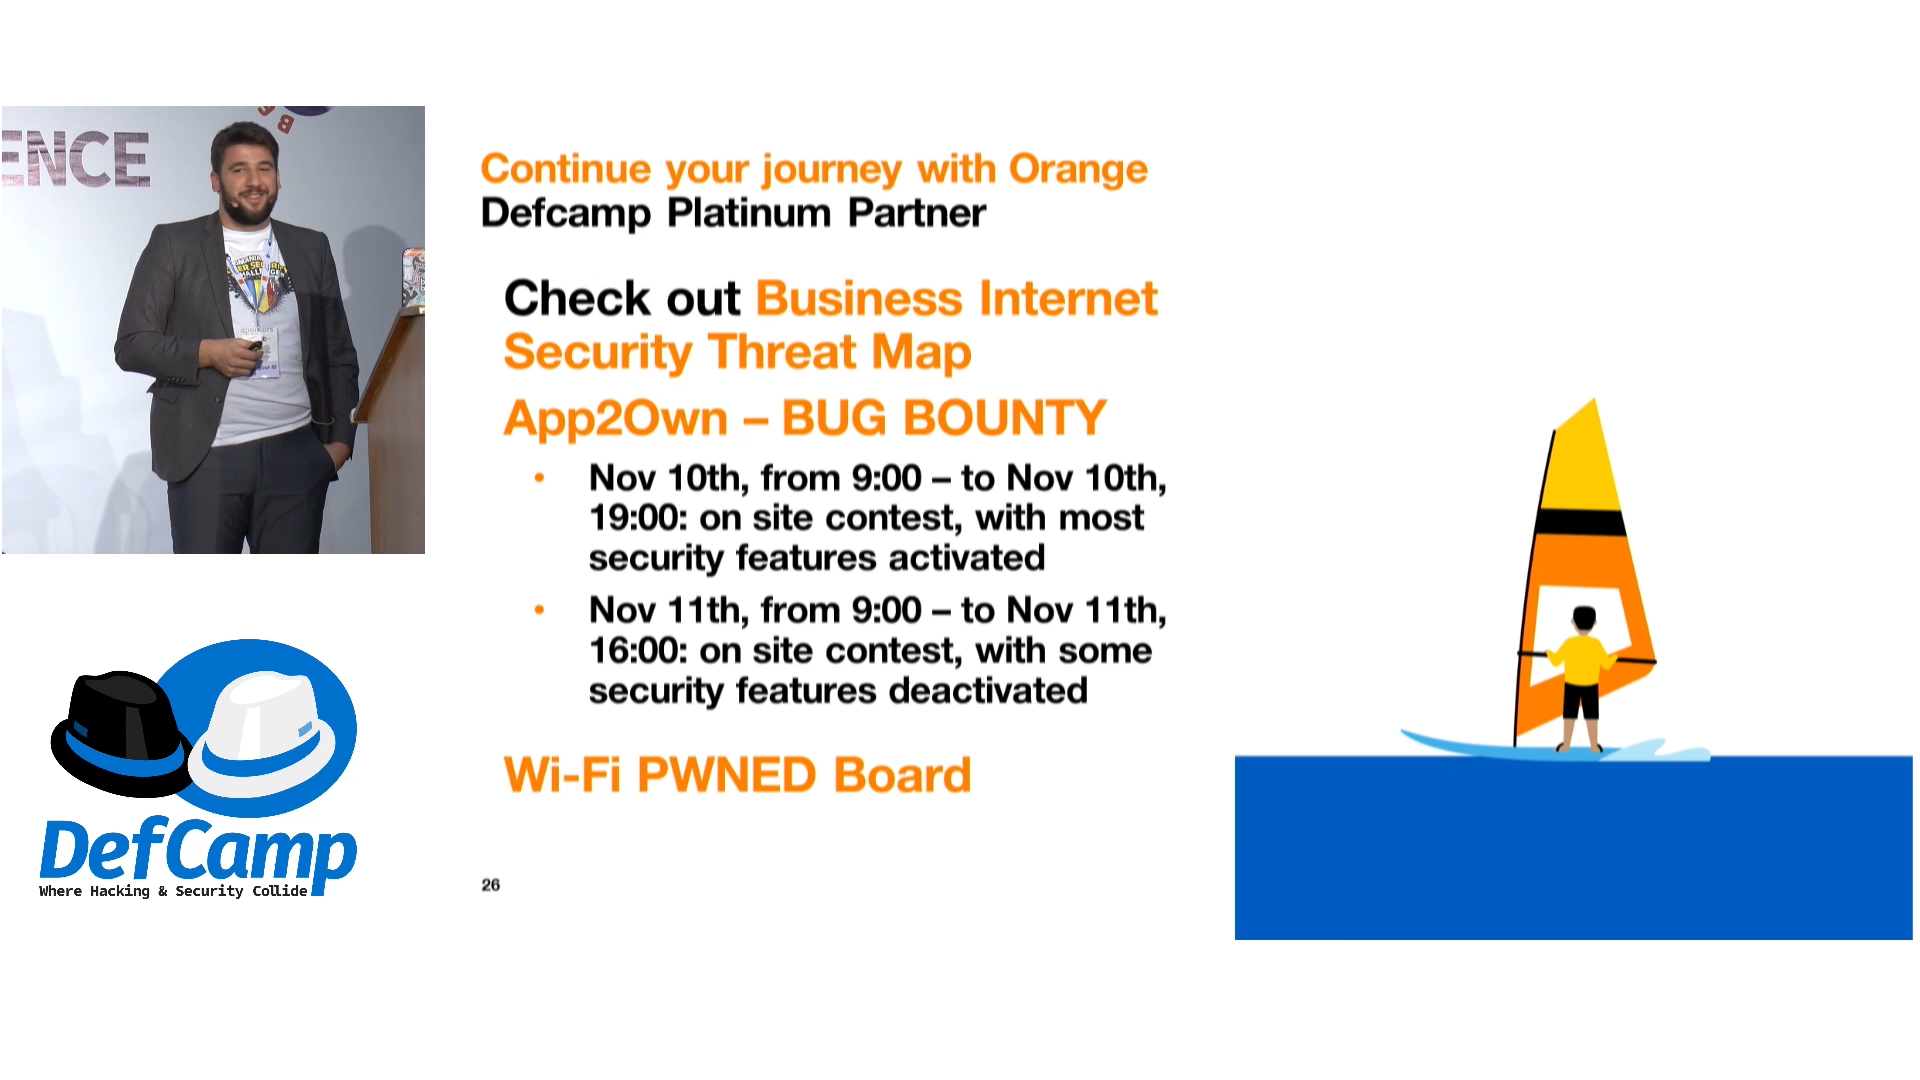 ENCE
Continue your journey with Orange
Defcamp Platinum Partner
Check out Business Internet
Security Threat Map
App2Own – BUG BOUNTY
• Nov 10th, from 9:00 – to Nov 10th,
19:00: on site contest, with most
security features activated
• Nov 11th, from 9:00 – to Nov 11th,
16:00: on site contest, with some
security features deactivated
Wi-Fi PWNED Board
26
DefCamp
Where Hacking & Security Collide